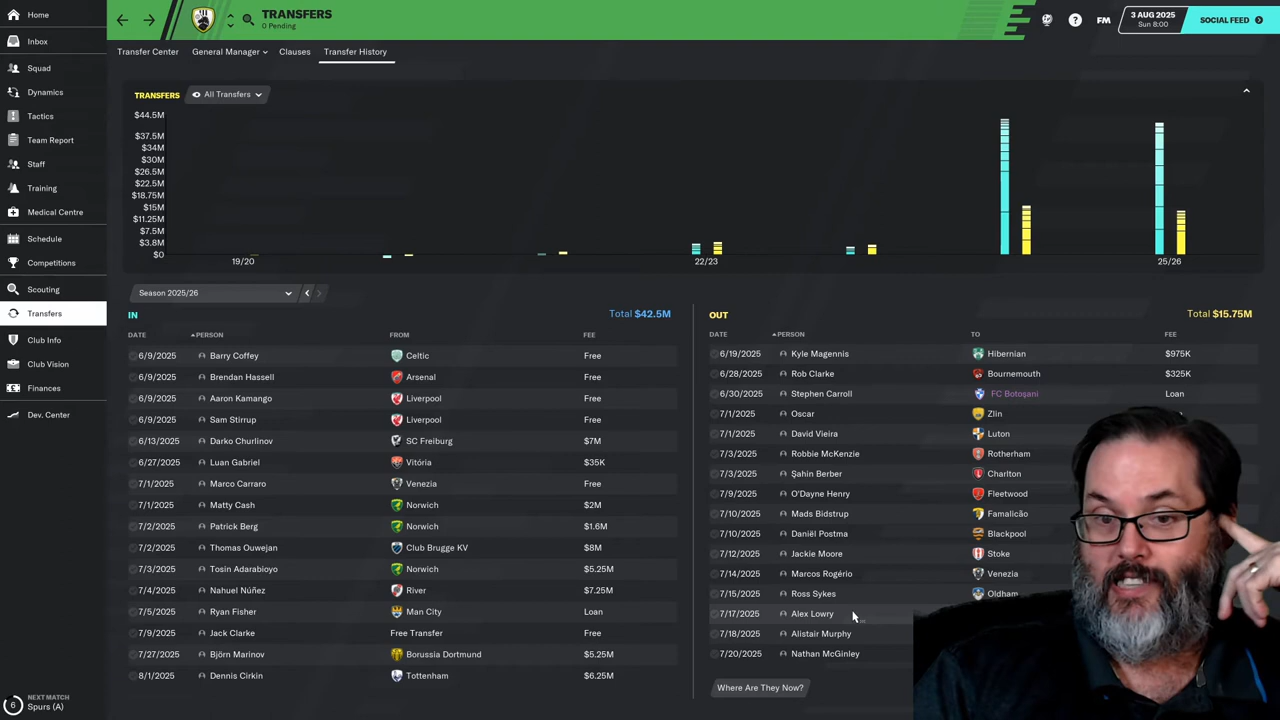 Home
Inbox
Squad
Dynamics
Tactics
Team Report
Staff
Training
Medical Centre
Schedule
Competitions
Scouting
Transfers
Club Info
Club Vision
Finances
Dev. Center
6
NEXT MATCH
Spurs (A)
TRANSFERS
0 Pending
?
FM
3 AUG 2025
Sun 8:00
SOCIAL FEED
Transfer Center General Manager Clauses Transfer History
TRANSFERS All Transfers
$44.5M
$37.5M
$34M
$30M
$26.5M
$22.5M
$18.75M
$15M
$11.25M
$7.5M
$3.8M
$0
19/20 22/23 25/26
Season 2025/26
IN Total $42.5M
DATE PERSON FROM FEE
6/9/2025 Barry Coffey Celtic Free
6/9/2025 Brendan Hassell Arsenal Free
6/9/2025 Aaron Kamango Liverpool Free
6/9/2025 Sam Stirrup Liverpool Free
6/13/2025 Darko Churlinov SC Freiburg $7M
6/27/2025 Luan Gabriel Vitória $35K
7/1/2025 Marco Carraro Venezia Free
7/1/2025 Matty Cash Norwich $2M
7/2/2025 Patrick Berg Norwich $1.6M
7/2/2025 Thomas Ouwejan Club Brugge KV $8M
7/3/2025 Tosin Adarabioyo Norwich $5.25M
7/4/2025 Nahuel Núñez River $7.25M
7/5/2025 Ryan Fisher Man City Loan
7/9/2025 Jack Clarke Free Transfer Free
7/27/2025 Björn Marinov Borussia Dortmund $5.25M
8/1/2025 Dennis Cirkin Tottenham $6.25M
OUT Total $15.75M
DATE PERSON TO FEE
6/19/2025 Kyle Magennis Hibernian $975K
6/28/2025 Rob Clarke Bournemouth $325K
6/30/2025 Stephen Carroll FC Botoşani Loan
7/1/2025 Oscar Zlin
7/1/2025 David Vieira Luton
7/3/2025 Robbie McKenzie Rotherham
7/3/2025 Şahin Berber Charlton
7/9/2025 O'Dayne Henry Fleetwood
7/10/2025 Mads Bidstrup Famalicão
7/10/2025 Daniël Postma Blackpool
7/12/2025 Jackie Moore Stoke
7/14/2025 Marcos Rogério Venezia
7/15/2025 Ross Sykes Oldham
7/17/2025 Alex Lowry
7/18/2025 Alistair Murphy
7/20/2025 Nathan McGinley
Where Are They Now?